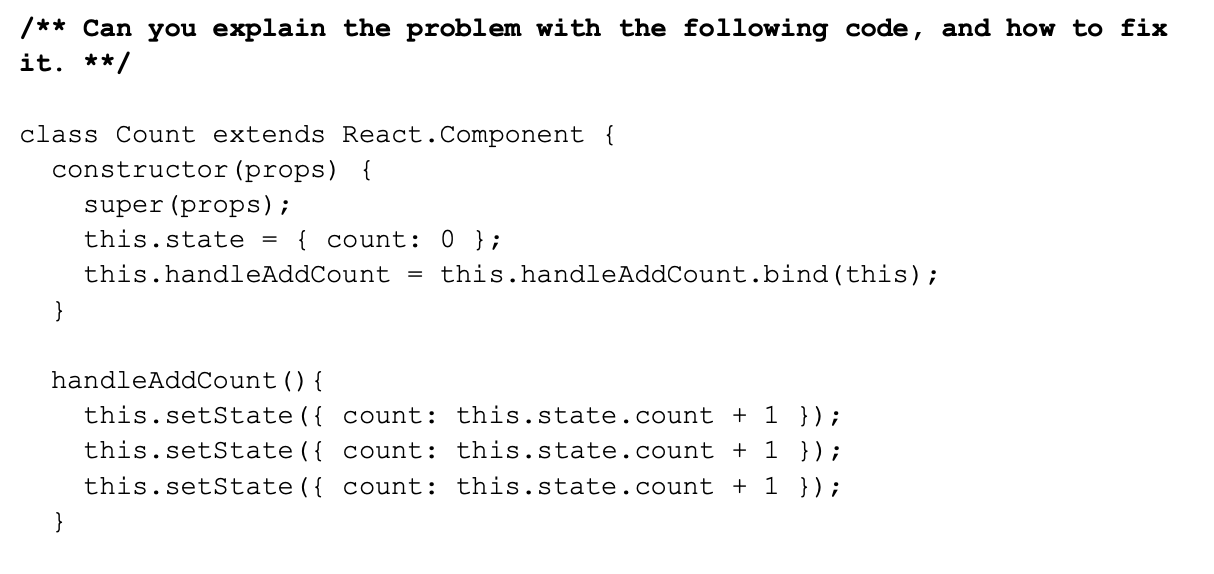 /** Can you explain the problem with the following code, and how to fix
it. **/
class Count extends React.Component {
  constructor(props) {
    super(props);
    this.state = { count: 0 };
    this.handleAddCount = this.handleAddCount.bind(this);
  }
  handleAddCount(){
    this.setState({ count: this.state.count + 1 });
    this.setState({ count: this.state.count + 1 });
    this.setState({ count: this.state.count + 1 });
  }